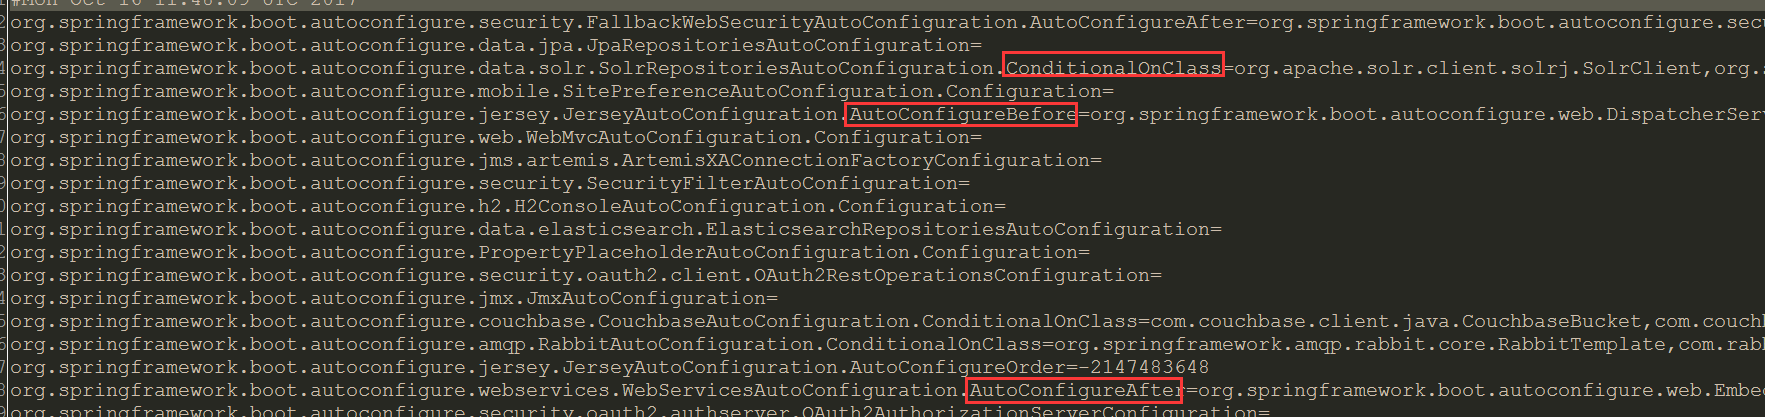 #Mon Oct 16 11:48:05 UTC 2017
org.springframework.boot.autoconfigure.security.FallbackWebSecurityAutoConfiguration.AutoConfigureAfter=org.springframework.boot.autoconfigure.secu
org.springframework.boot.autoconfigure.data.jpa.JpaRepositoriesAutoConfiguration=
org.springframework.boot.autoconfigure.data.solr.SolrRepositoriesAutoConfiguration.ConditionalOnClass=org.apache.solr.client.solrj.SolrClient,org.s
org.springframework.boot.autoconfigure.mobile.SitePreferenceAutoConfiguration.Configuration=
org.springframework.boot.autoconfigure.jersey.JerseyAutoConfiguration.AutoConfigureBefore=org.springframework.boot.autoconfigure.web.DispatcherServ
org.springframework.boot.autoconfigure.web.WebMvcAutoConfiguration.Configuration=
org.springframework.boot.autoconfigure.jms.artemis.ArtemisXAConnectionFactoryConfiguration=
org.springframework.boot.autoconfigure.security.SecurityFilterAutoConfiguration=
org.springframework.boot.autoconfigure.h2.H2ConsoleAutoConfiguration.Configuration=
org.springframework.boot.autoconfigure.data.elasticsearch.ElasticsearchRepositoriesAutoConfiguration=
org.springframework.boot.autoconfigure.PropertyPlaceholderAutoConfiguration.Configuration=
org.springframework.boot.autoconfigure.security.oauth2.client.OAuth2RestOperationsConfiguration=
org.springframework.boot.autoconfigure.jmx.JmxAutoConfiguration=
org.springframework.boot.autoconfigure.couchbase.CouchbaseAutoConfiguration.ConditionalOnClass=com.couchbase.client.java.CouchbaseBucket,com.couchb
org.springframework.boot.autoconfigure.amqp.RabbitAutoConfiguration.ConditionalOnClass=org.springframework.amqp.rabbit.core.RabbitTemplate,com.rabb
org.springframework.boot.autoconfigure.jersey.JerseyAutoConfiguration.AutoConfigureOrder=-2147483648
org.springframework.boot.autoconfigure.webservices.WebServicesAutoConfiguration.AutoConfigureAfter=org.springframework.boot.autoconfigure.web.Embed
org.springframework.boot.autoconfigure.security.oauth2.authserver.OAuth2AuthorizationServerConfiguration=